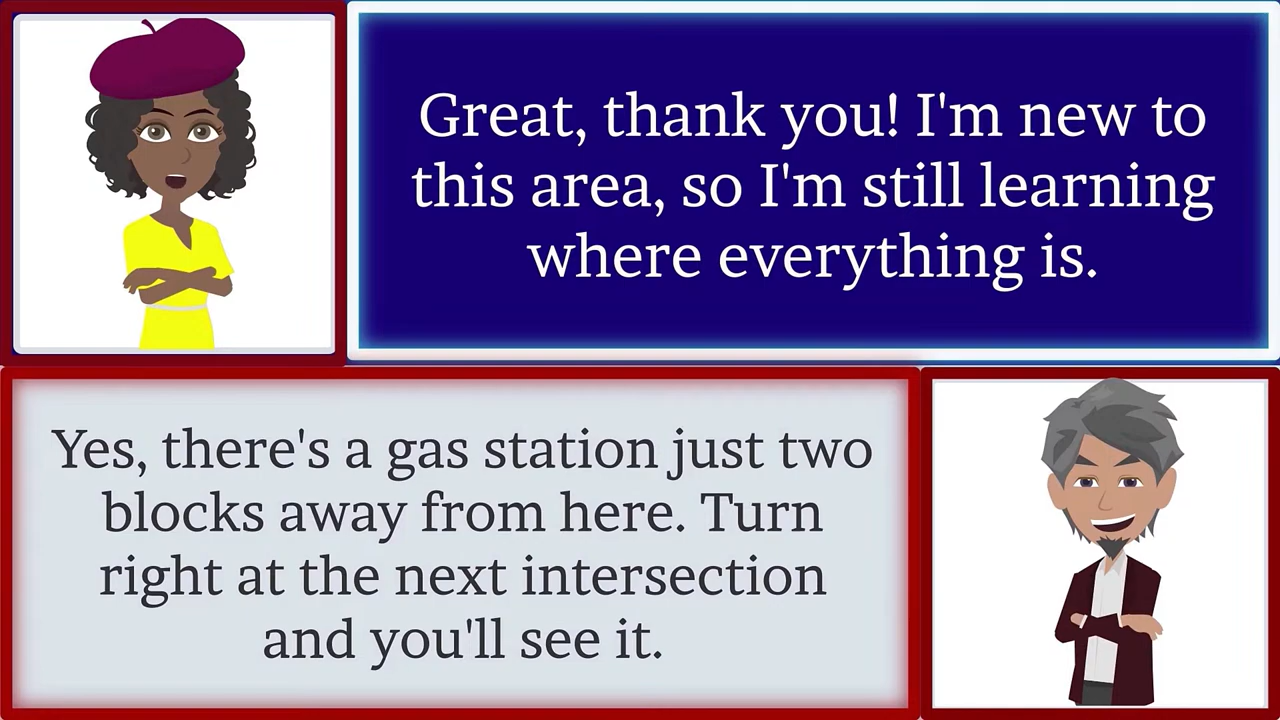 Great, thank you! I'm new to
this area, so I'm still learning
where everything is.
Yes, there's a gas station just two
blocks away from here. Turn
right at the next intersection
and you'll see it.